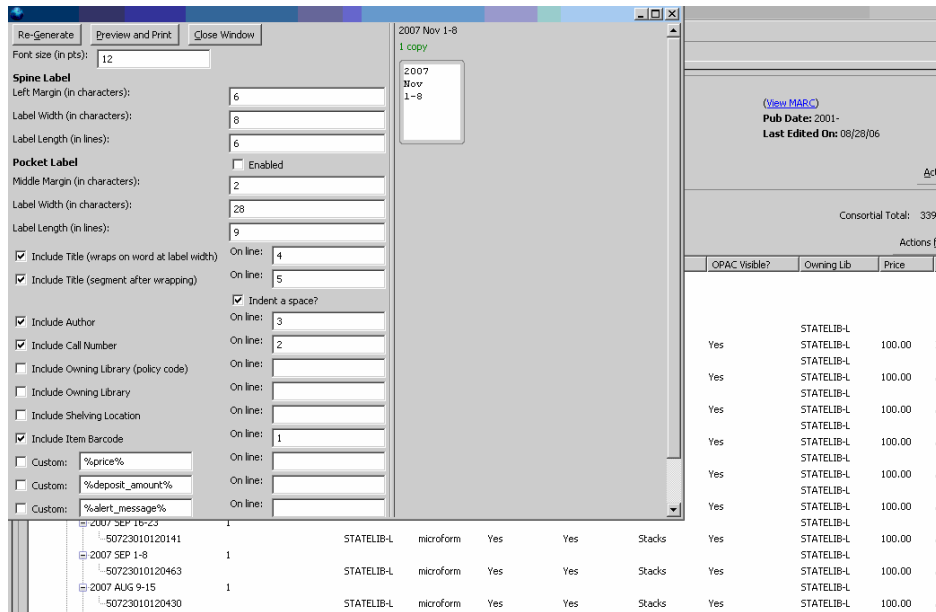 Re-Generate Preview and Print Close Window
Font size (in pts): 12
Spine Label
Left Margin (in characters): 6
Label Width (in characters): 8
Label Length (in lines): 6
Pocket Label Enabled
Middle Margin (in characters): 2
Label Width (in characters): 28
Label Length (in lines): 9
Include Title (wraps on word at label width) On line: 4
Include Title (segment after wrapping) On line: 5
Indent a space?
Include Author On line: 3
Include Call Number On line: 2
Include Owning Library (policy code) On line:
Include Owning Library On line:
Include Shelving Location On line:
Include Item Barcode On line: 1
Custom: %price% On line:
Custom: %deposit_amount% On line:
Custom: %alert_message% On line:
2007 Nov 1-8
1 copy
2007
Nov
1-8
(View MARC)
Pub Date: 2001-
Last Edited On: 08/28/06
Consortial Total: 339
Actions
OPAC Visible? Owning Lib Price
STATELIB-L
Yes STATELIB-L 100.00
STATELIB-L
Yes STATELIB-L 100.00
STATELIB-L
Yes STATELIB-L 100.00
STATELIB-L
Yes STATELIB-L 100.00
STATELIB-L
Yes STATELIB-L 100.00
STATELIB-L
Yes STATELIB-L 100.00
2007 SEP 16-23 1 STATELIB-L
50723010120141 STATELIB-L microform Yes Yes Stacks Yes STATELIB-L 100.00
2007 SEP 1-8 1 STATELIB-L
50723010120463 STATELIB-L microform Yes Yes Stacks Yes STATELIB-L 100.00
2007 AUG 9-15 1 STATELIB-L
50723010120430 STATELIB-L microform Yes Yes Stacks Yes STATELIB-L 100.00